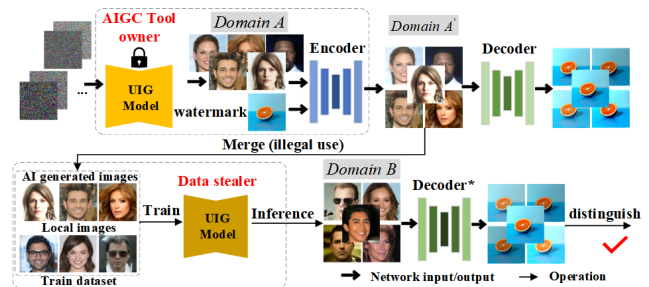 AIGC Tool
owner
Domain A
Domain A'
Encoder
Decoder
UIG
Model
...
watermark
Merge (illegal use)
AI generated images
Local images
Train dataset
Train
Data stealer
UIG
Model
Inference
Domain B
Decoder*
distinguish
Network input/output
Operation